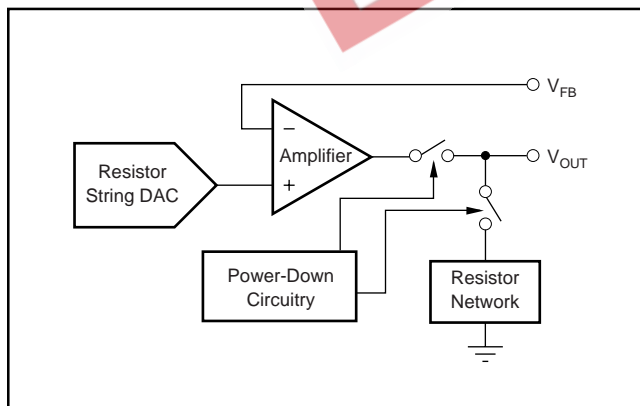 V_FB
−
Amplifier
V_OUT
Resistor
String DAC
+
Power-Down
Circuitry
Resistor
Network